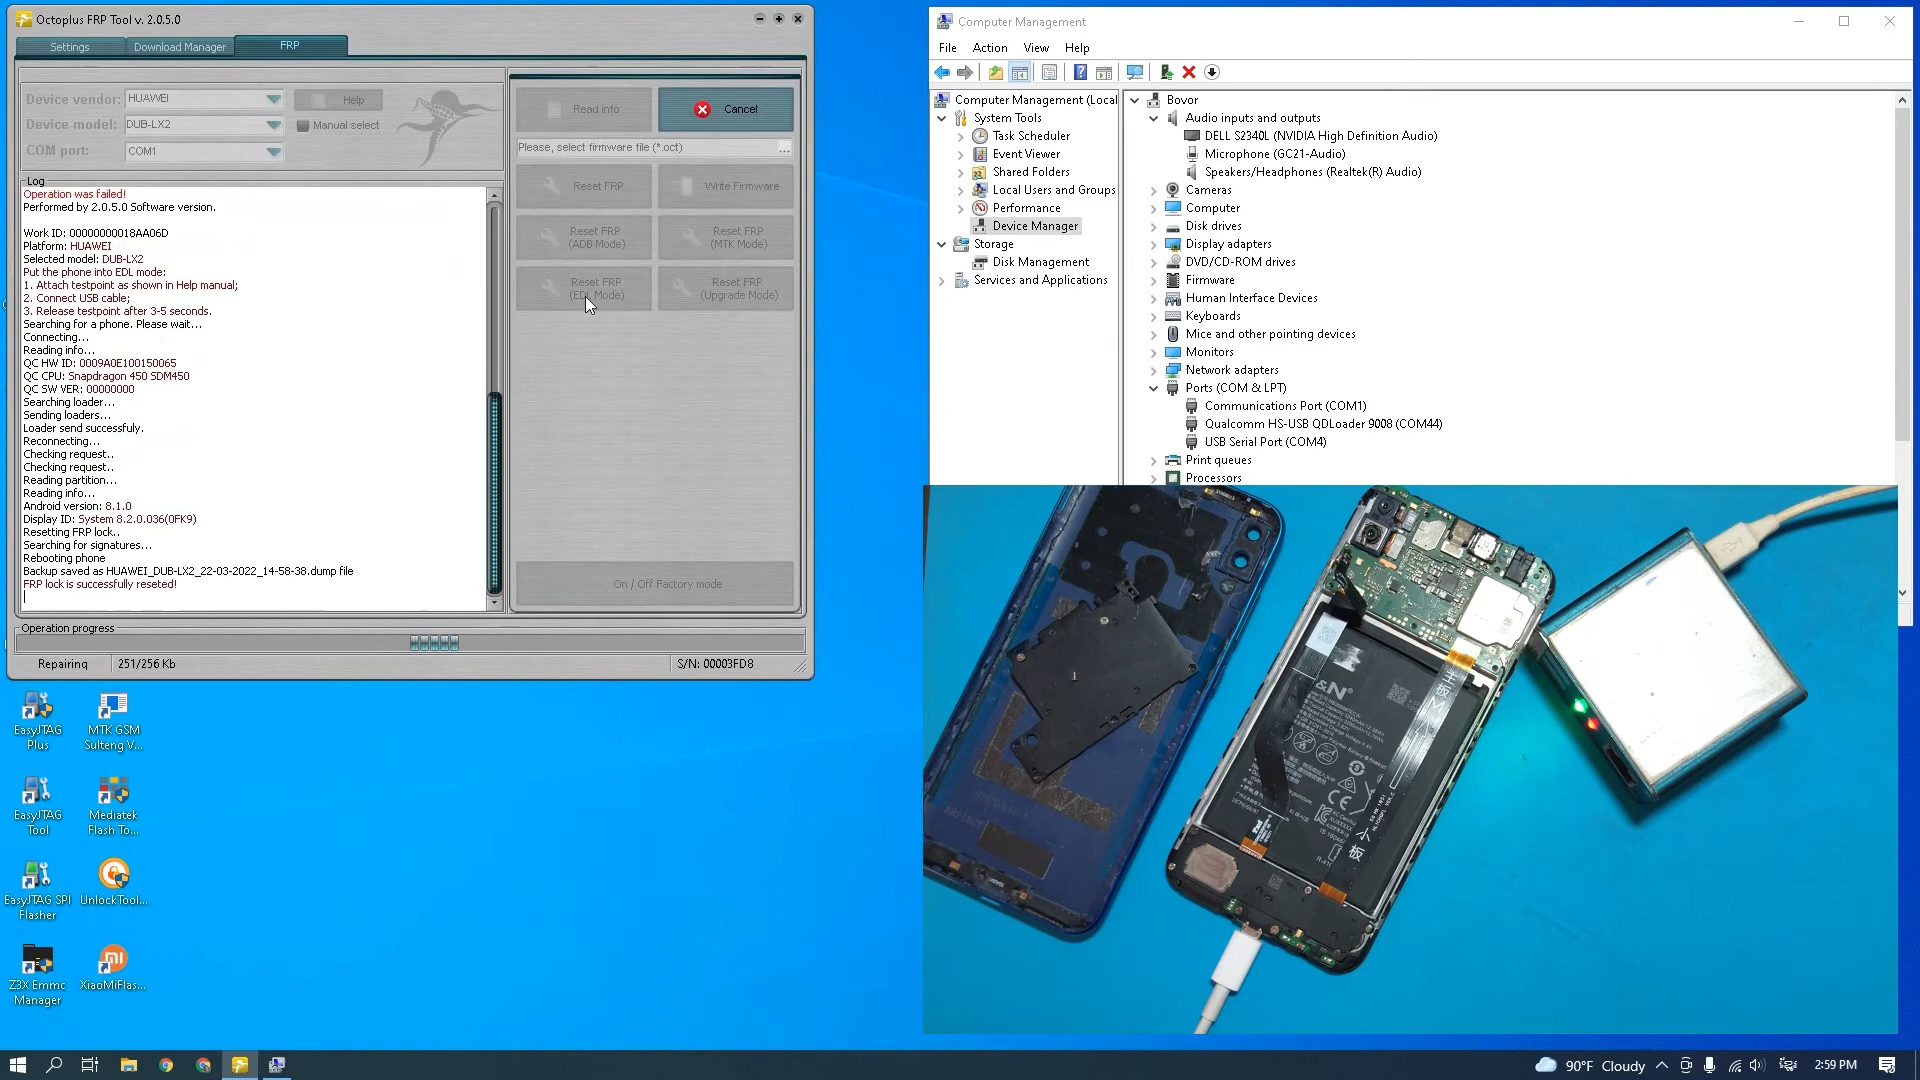 Octoplus FRP Tool v. 2.0.5.0
Settings
Download Manager
FRP
Device vendor:
HUAWEI
Help
Device model:
DUB-LX2
Manual select
COM port:
COM1
Log
Operation was failed!
Performed by 2.0.5.0 Software version.
Work ID: 00000000018AA06D
Platform: HUAWEI
Selected model: DUB-LX2
Put the phone into EDL mode:
1. Attach testpoint as shown in Help manual;
2. Connect USB cable;
3. Release testpoint after 3-5 seconds.
Searching for a phone. Please wait...
Connecting...
Reading info...
QC HW ID: 0009A0E100150065
QC CPU: Snapdragon 450 SDM450
QC SW VER: 00000000
Searching loader...
Sending loaders...
Loader send successfuly.
Reconnecting...
Checking request..
Checking request..
Reading partition...
Reading info...
Android version: 8.1.0
Display ID: System 8.2.0.036(0FK9)
Resetting FRP lock..
Searching for signatures...
Rebooting phone
Backup saved as HUAWEI_DUB-LX2_22-03-2022_14-58-38.dump file
FRP lock is successfully reseted!
Read info
Cancel
Please, select firmware file (*.oct)
...
Reset FRP
Write Firmware
Reset FRP
(ADB Mode)
Reset FRP
(MTK Mode)
Reset FRP
(EDL Mode)
Reset FRP
(Upgrade Mode)
On / Off Factory mode
Operation progress
Repairing
251/256 Kb
S/N: 00003FD8
Computer Management
File
Action
View
Help
Computer Management (Local
System Tools
Task Scheduler
Event Viewer
Shared Folders
Local Users and Groups
Performance
Device Manager
Storage
Disk Management
Services and Applications
Bovor
Audio inputs and outputs
DELL S2340L (NVIDIA High Definition Audio)
Microphone (GC21-Audio)
Speakers/Headphones (Realtek(R) Audio)
Cameras
Computer
Disk drives
Display adapters
DVD/CD-ROM drives
Firmware
Human Interface Devices
Keyboards
Mice and other pointing devices
Monitors
Network adapters
Ports (COM & LPT)
Communications Port (COM1)
Qualcomm HS-USB QDLoader 9008 (COM44)
USB Serial Port (COM4)
Print queues
Processors
主板
小板
EasyJTAG
Plus
MTK GSM
Sulteng V...
EasyJTAG
Tool
Mediatek
Flash To...
EasyJTAG SPI
Flasher
UnlockTool...
Z3X Emmc
Manager
XiaoMiFlas...
90°F Cloudy
2:59 PM